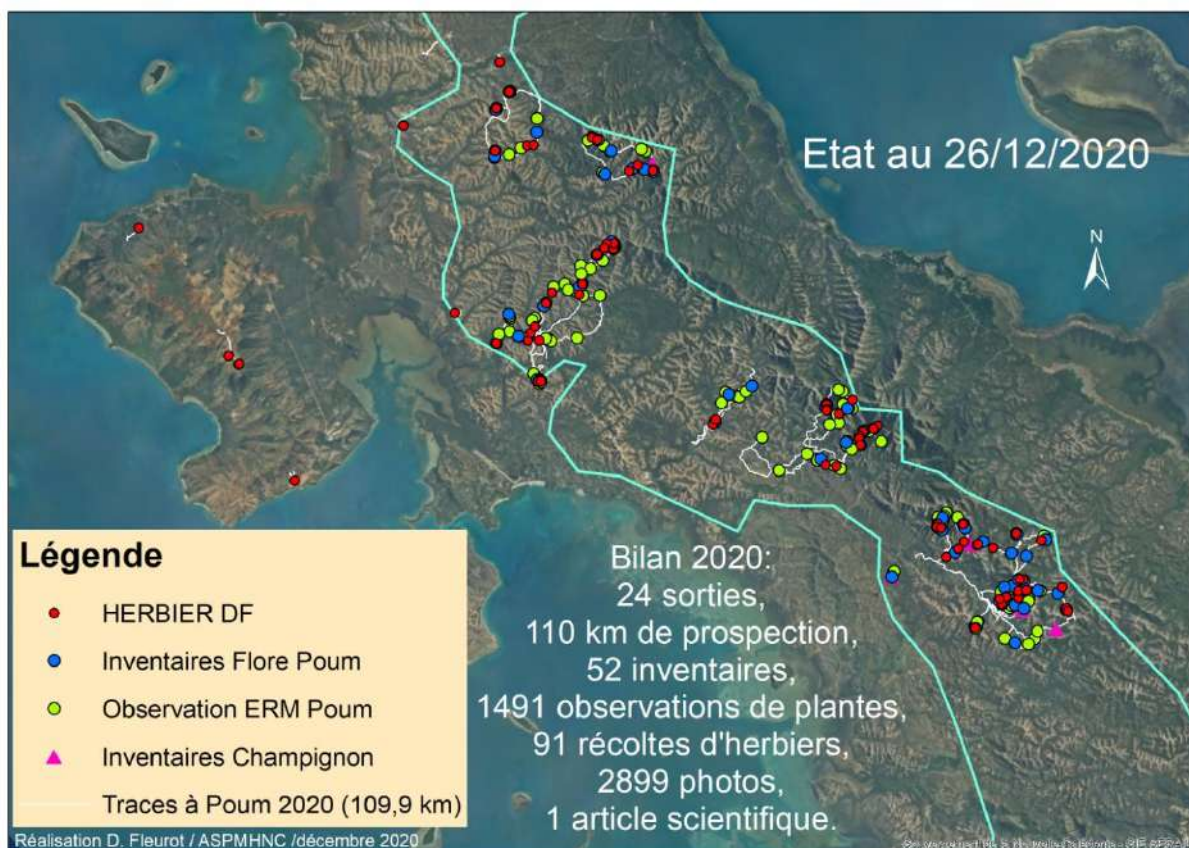 Etat au 26/12/2020
N
Légende
HERBIER DF
Inventaires Flore Poum
Observation ERM Poum
Inventaires Champignon
Traces à Poum 2020 (109,9 km)
Bilan 2020:
24 sorties,
110 km de prospection,
52 inventaires,
1491 observations de plantes,
91 récoltes d'herbiers,
2899 photos,
1 article scientifique.
Réalisation D. Fleurot / ASPMHNC /décembre 2020